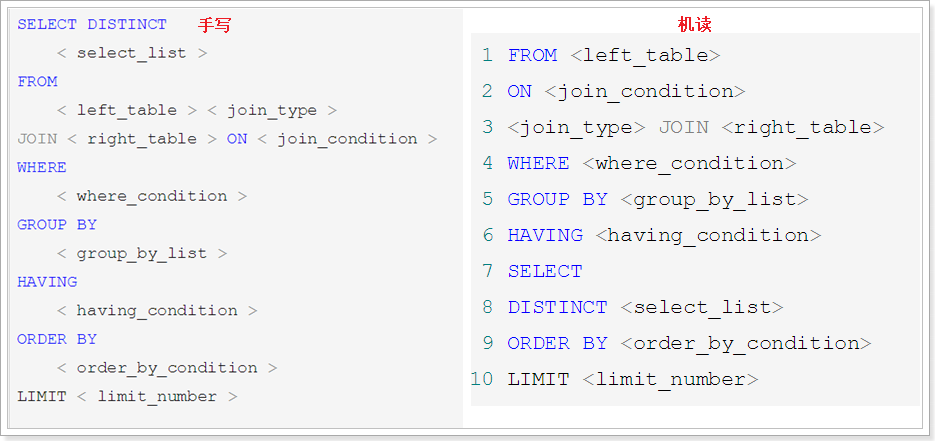 SELECT DISTINCT 手写
< select_list >
FROM
< left_table > < join_type >
JOIN < right_table > ON < join_condition >
WHERE
< where_condition >
GROUP BY
< group_by_list >
HAVING
< having_condition >
ORDER BY
< order_by_condition >
LIMIT < limit_number >
机读
1 FROM <left_table>
2 ON <join_condition>
3 <join_type> JOIN <right_table>
4 WHERE <where_condition>
5 GROUP BY <group_by_list>
6 HAVING <having_condition>
7 SELECT
8 DISTINCT <select_list>
9 ORDER BY <order_by_condition>
10 LIMIT <limit_number>